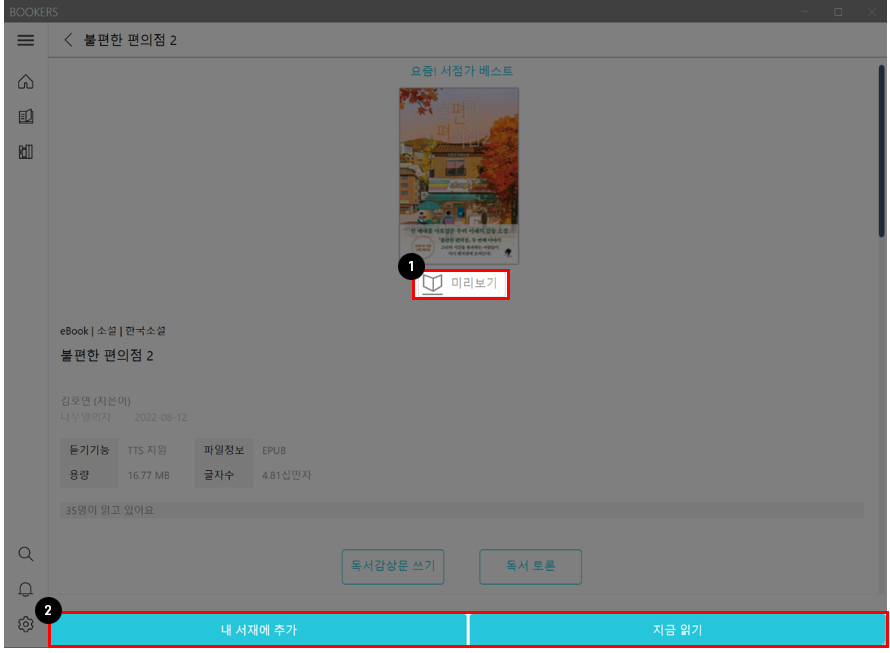 BOOKERS
불편한 편의점 2
요즘! 서점가 베스트
편
1
미리보기
eBook | 소설 | 한국소설
불편한 편의점 2
김호연 (지은이)
나무옆의자 2022-08-12
듣기기능 TTS 지원 파일정보 EPUB
용량 16.77 MB 글자수 4.81십만자
35명이 읽고 있어요
독서감상문 쓰기 독서 토론
2
내 서재에 추가 지금 읽기